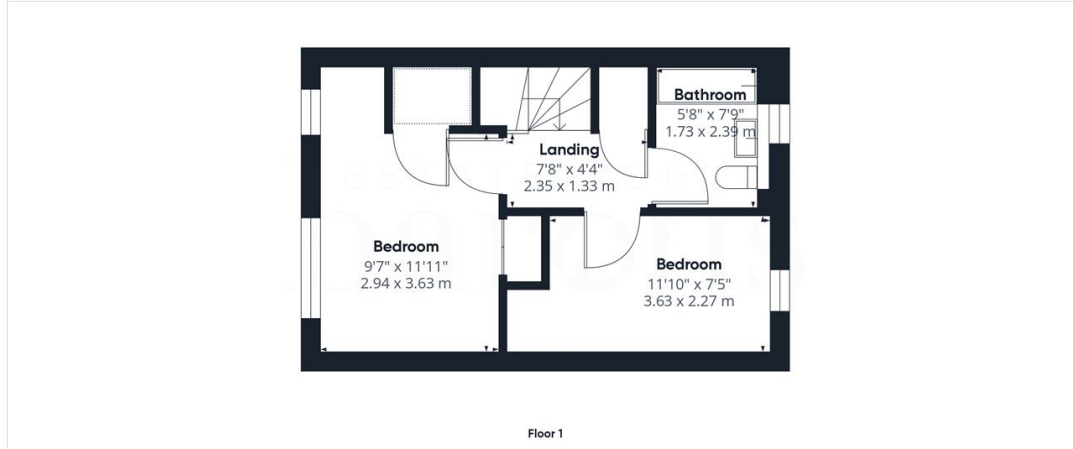 Bathroom
5'8" x 7'9"
1.73 x 2.39 m
Landing
7'8" x 4'4"
2.35 x 1.33 m
Bedroom
9'7" x 11'11"
2.94 x 3.63 m
Bedroom
11'10" x 7'5"
3.63 x 2.27 m
Floor 1